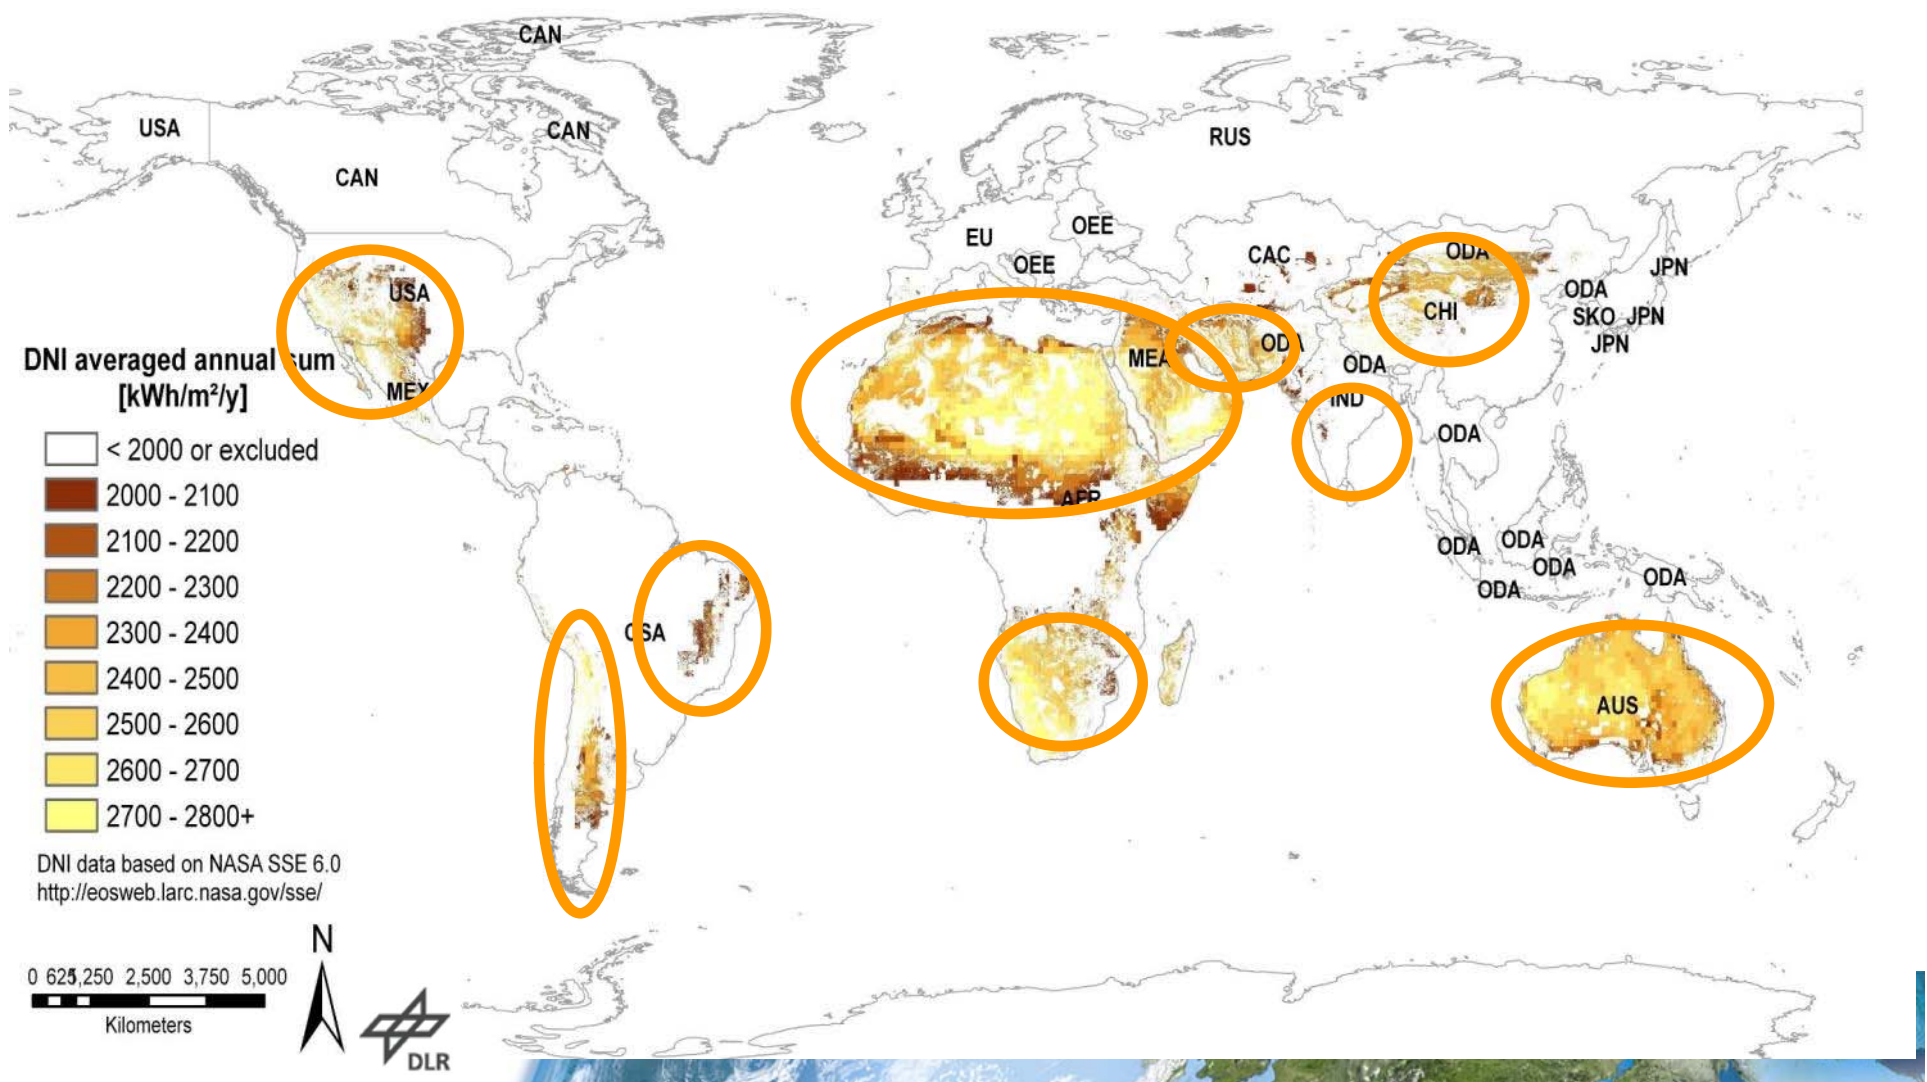 CAN
USA
CAN
CAN
RUS
CAN
EU
OEE
OEE
CAC
ODA
JPN
USA
ODA
CHI
SKO
JPN
JPN
MEA
ODA
ODA
MEX
IND
ODA
AFR
ODA
ODA
ODA
ODA
ODA
CSA
AUS
DNI averaged annual sum
[kWh/m²/y]
< 2000 or excluded
2000 - 2100
2100 - 2200
2200 - 2300
2300 - 2400
2400 - 2500
2500 - 2600
2600 - 2700
2700 - 2800+
DNI data based on NASA SSE 6.0
http://eosweb.larc.nasa.gov/sse/
N
0 625 1,250 2,500 3,750 5,000
Kilometers
DLR